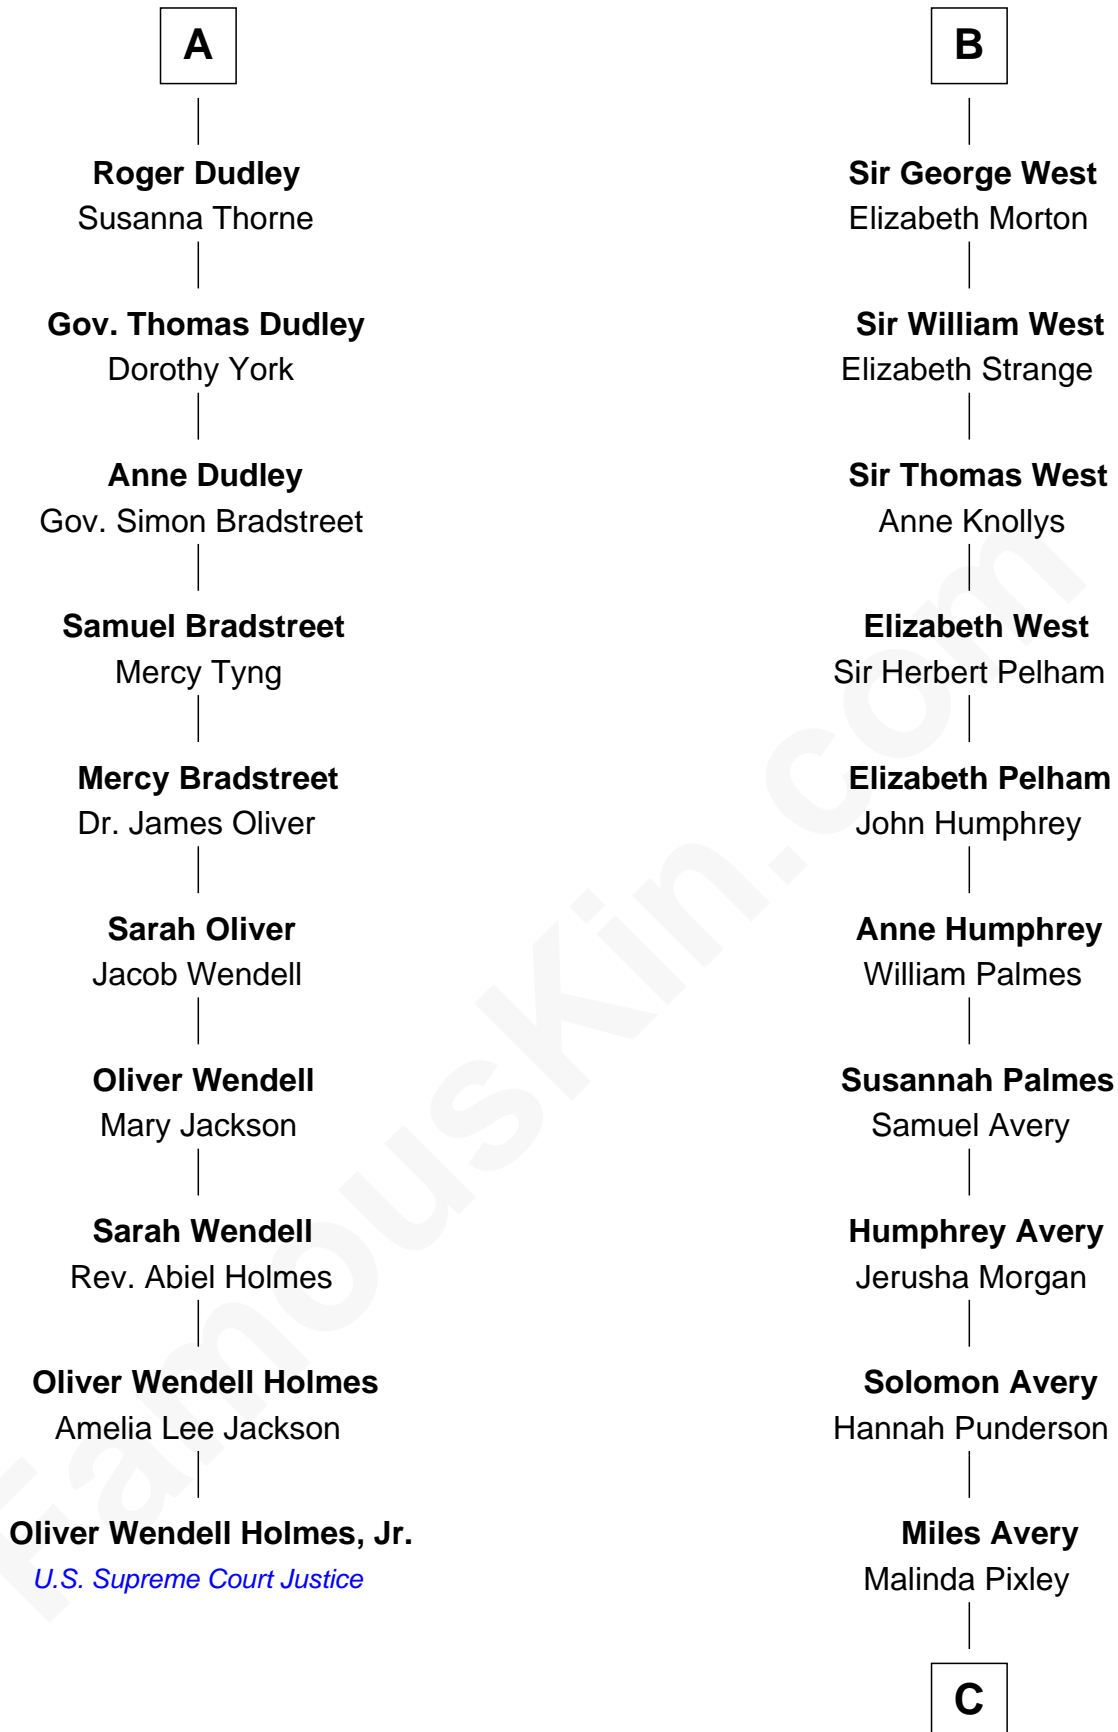 A
Roger Dudley
Susanna Thorne
Gov. Thomas Dudley
Dorothy York
Anne Dudley
Gov. Simon Bradstreet
Samuel Bradstreet
Mercy Tyng
Mercy Bradstreet
Dr. James Oliver
Sarah Oliver
Jacob Wendell
Oliver Wendell
Mary Jackson
Sarah Wendell
Rev. Abiel Holmes
Oliver Wendell Holmes
Amelia Lee Jackson
Oliver Wendell Holmes, Jr.
U.S. Supreme Court Justice
B
Sir George West
Elizabeth Morton
Sir William West
Elizabeth Strange
Sir Thomas West
Anne Knollys
Elizabeth West
Sir Herbert Pelham
Elizabeth Pelham
John Humphrey
Anne Humphrey
William Palmes
Susannah Palmes
Samuel Avery
Humphrey Avery
Jerusha Morgan
Solomon Avery
Hannah Punderson
Miles Avery
Malinda Pixley
C
FamousKin.com